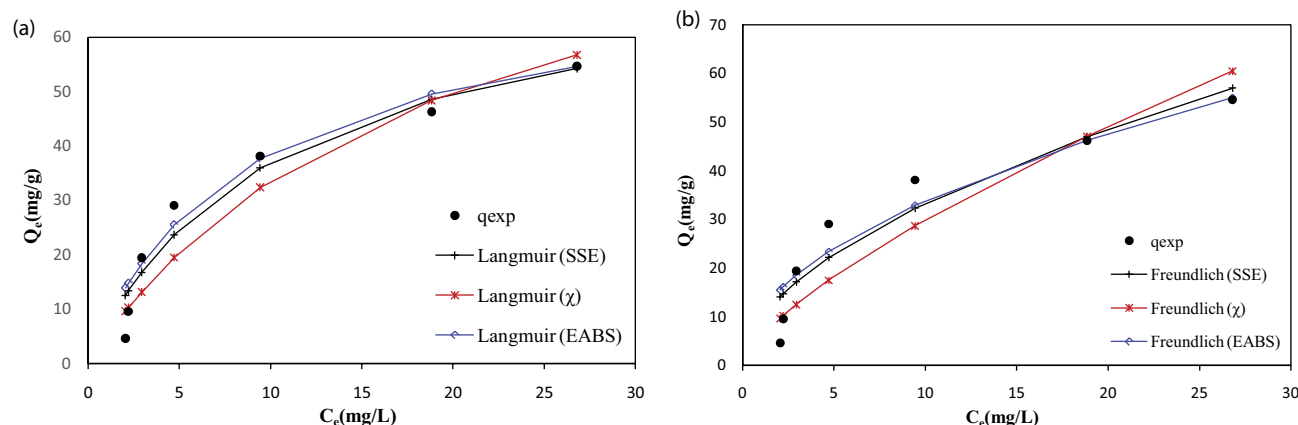 (a)
60
50
40
30
20
10
0
Qe(mg/g)
qexp
Langmuir (SSE)
Langmuir (χ)
Langmuir (EABS)
0 5 10 15 20 25 30
Ce(mg/L)
(b)
70
60
50
40
30
20
10
0
Qe(mg/g)
qexp
Freundlich (SSE)
Freundlich (χ)
Freundlich (EABS)
0 5 10 15 20 25 30
Ce(mg/L)